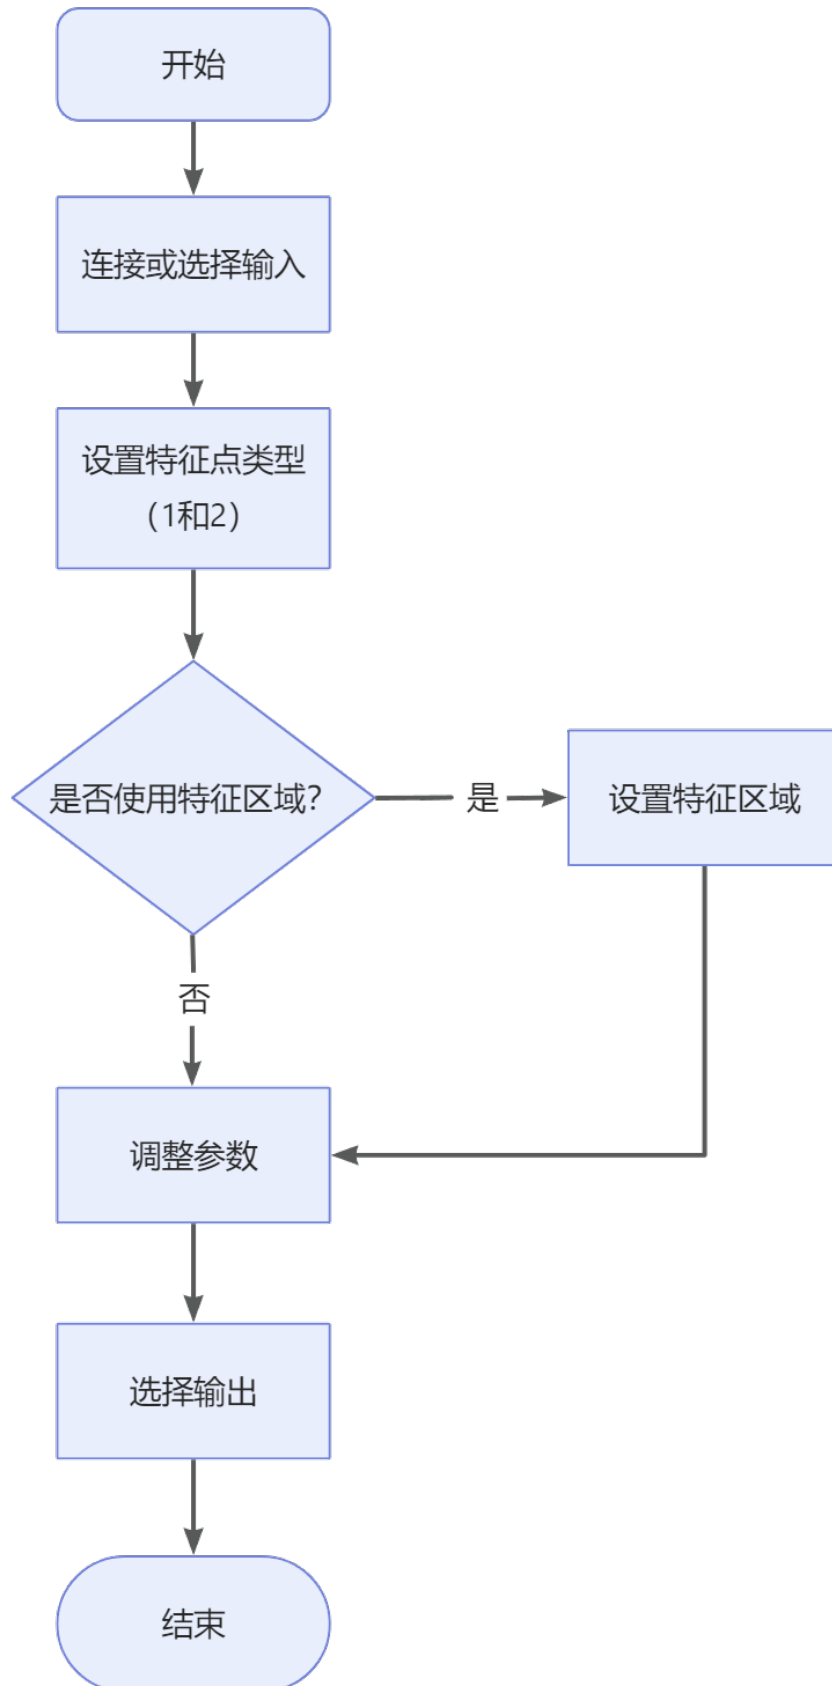 开始
连接或选择输入
设置特征点类型
（1和2）
是否使用特征区域？
是
设置特征区域
否
调整参数
选择输出
结束